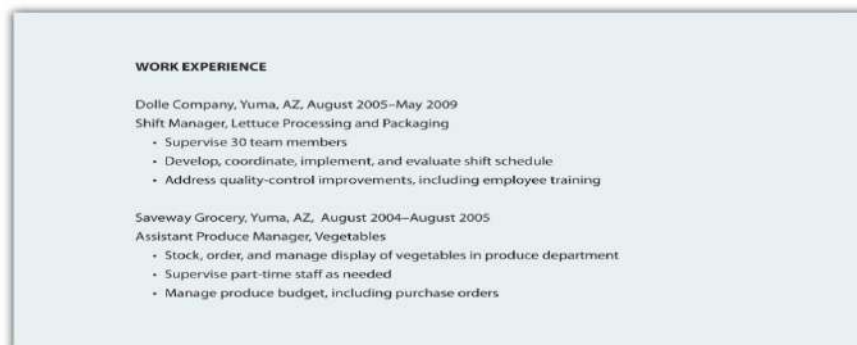 WORK EXPERIENCE
Dolle Company, Yuma, AZ, August 2005–May 2009
Shift Manager, Lettuce Processing and Packaging
• Supervise 30 team members
• Develop, coordinate, implement, and evaluate shift schedule
• Address quality-control improvements, including employee training
Saveway Grocery, Yuma, AZ, August 2004–August 2005
Assistant Produce Manager, Vegetables
• Stock, order, and manage display of vegetables in produce department
• Supervise part-time staff as needed
• Manage produce budget, including purchase orders